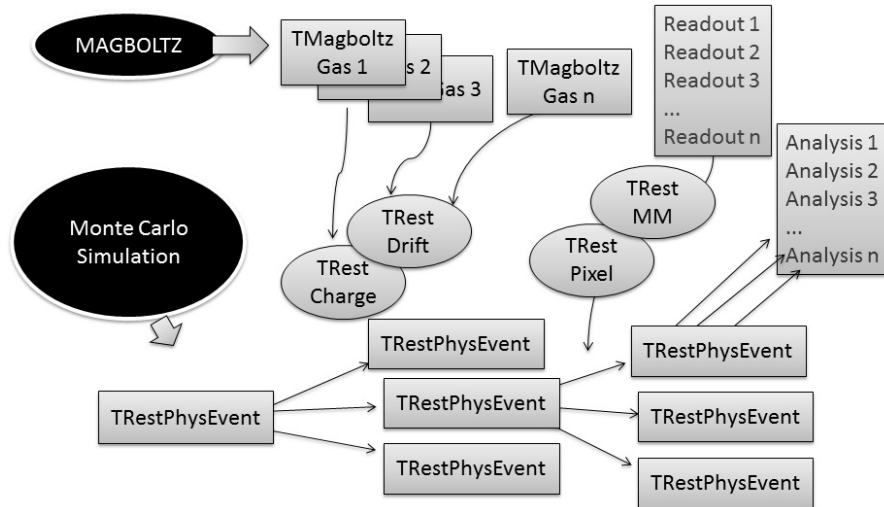 MAGBOLTZ
TMagboltz
Gas 1
s 2
Gas 3
TMagboltz
Gas n
Readout 1
Readout 2
Readout 3
...
Readout n
Analysis 1
Analysis 2
Analysis 3
...
Analysis n
Monte Carlo
Simulation
TRest
Charge
TRest
Drift
TRest
Pixel
TRest
MM
TRestPhysEvent
TRestPhysEvent
TRestPhysEvent
TRestPhysEvent
TRestPhysEvent
TRestPhysEvent
TRestPhysEvent